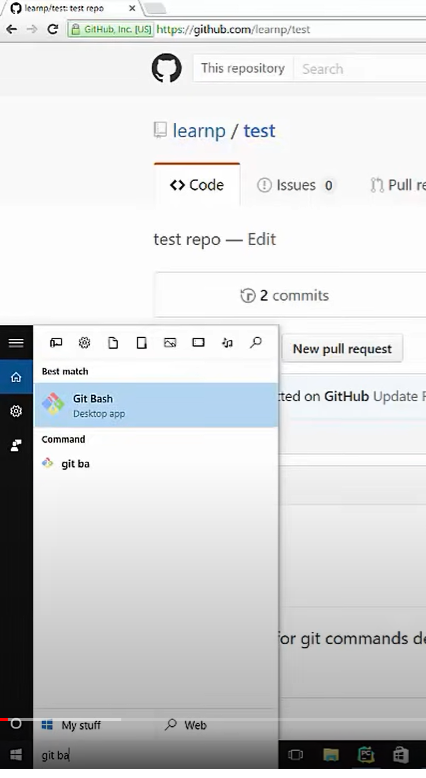 learnp/test: test repo
GitHub, Inc. [US] https://github.com/learnp/test
This repository Search
learnp / test
Code Issues 0 Pull re
test repo — Edit
2 commits
New pull request
Best match
Git Bash
Desktop app
ted on GitHub Update
Command
git ba
for git commands de
My stuff Web
git ba